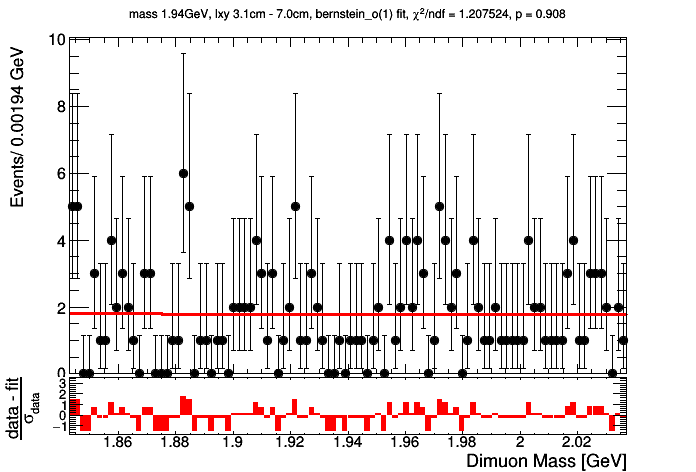 mass 1.94GeV, lxy 3.1cm - 7.0cm, bernstein_o(1) fit, χ²/ndf = 1.207524, p = 0.908
Events/ 0.00194 GeV
10
8
6
4
2
0
data - fit
σdata
3
2
1
0
−1
1.86 1.88 1.9 1.92 1.94 1.96 1.98 2 2.02
Dimuon Mass [GeV]